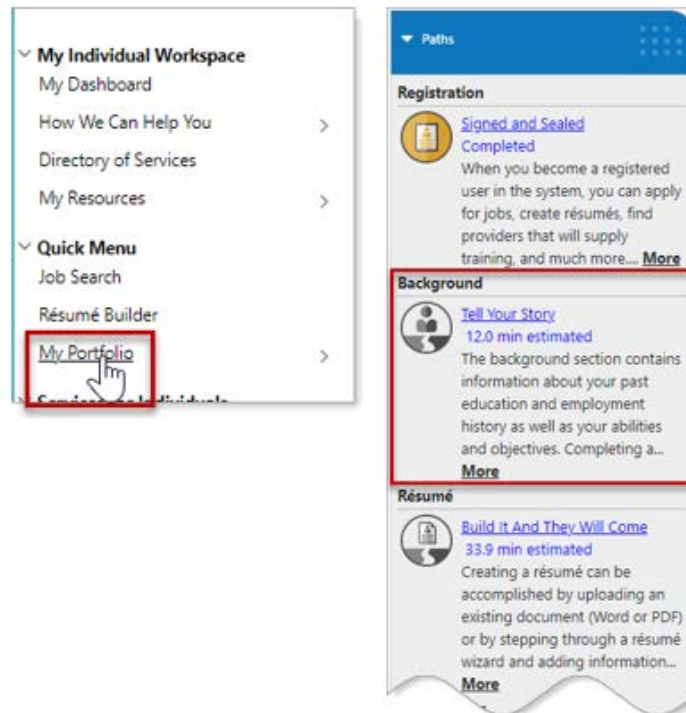 My Individual Workspace
My Dashboard
How We Can Help You
Directory of Services
My Resources
Quick Menu
Job Search
Résumé Builder
My Portfolio
Paths
Registration
Signed and Sealed
Completed
When you become a registered
user in the system, you can apply
for jobs, create résumés, find
providers that will supply
training, and much more.... More
Background
Tell Your Story
12.0 min estimated
The background section contains
information about your past
education and employment
history as well as your abilities
and objectives. Completing a...
More
Résumé
Build It And They Will Come
33.9 min estimated
Creating a résumé can be
accomplished by uploading an
existing document (Word or PDF)
or by stepping through a résumé
wizard and adding information...
More